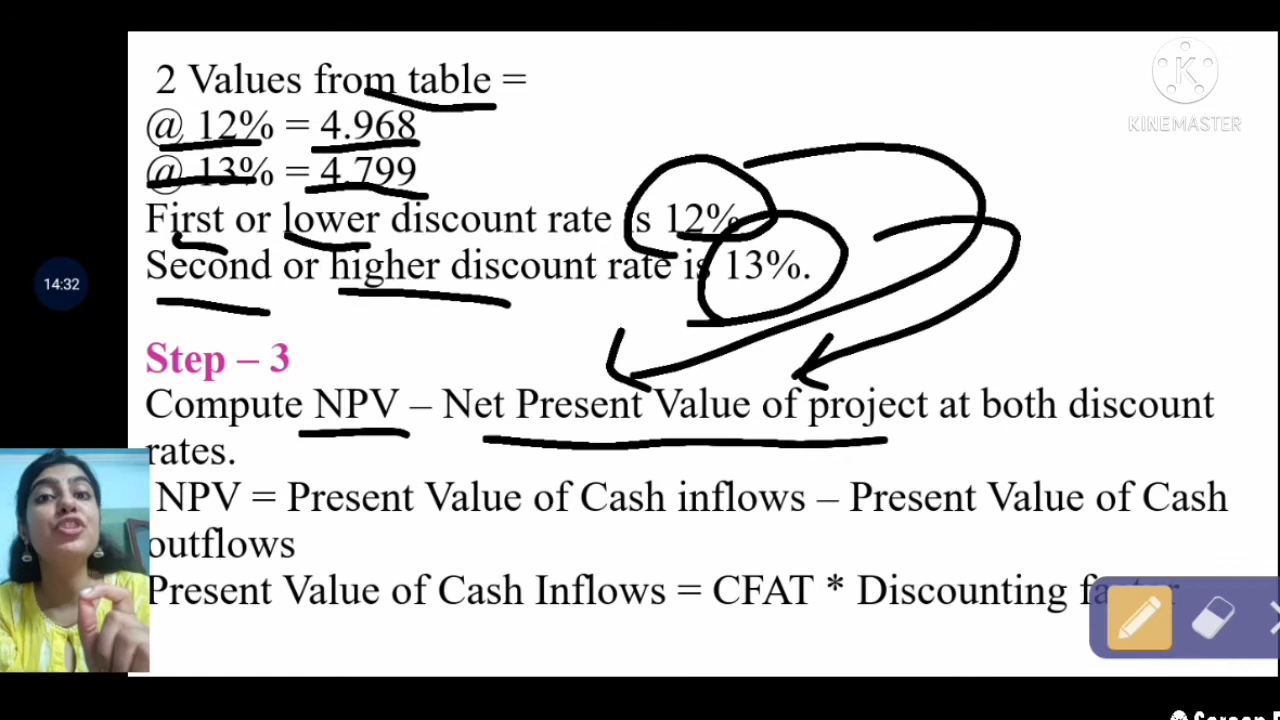 2 Values from table =
@ 12% = 4.968
@ 13% = 4.799
First or lower discount rate is 12%
Second or higher discount rate is 13%.
Step – 3
Compute NPV – Net Present Value of project at both discount
rates.
NPV = Present Value of Cash inflows – Present Value of Cash
outflows
Present Value of Cash Inflows = CFAT * Discounting factor
14:32
K
KINEMASTER